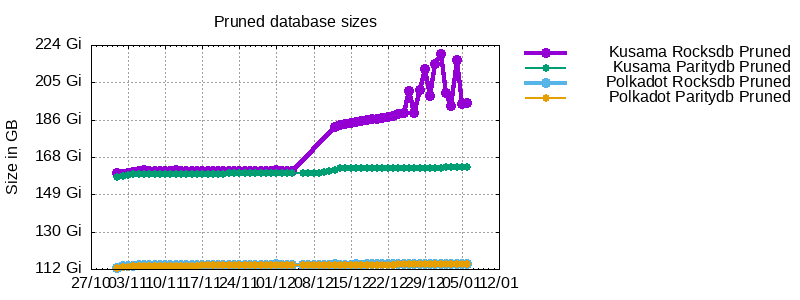 Pruned database sizes
224 Gi
205 Gi
186 Gi
168 Gi
149 Gi
130 Gi
112 Gi
Size in GB
27/10 03/11 10/11 17/11 24/11 01/12 08/12 15/12 22/12 29/12 05/01 12/01
Kusama Rocksdb Pruned
Kusama Paritydb Pruned
Polkadot Rocksdb Pruned
Polkadot Paritydb Pruned